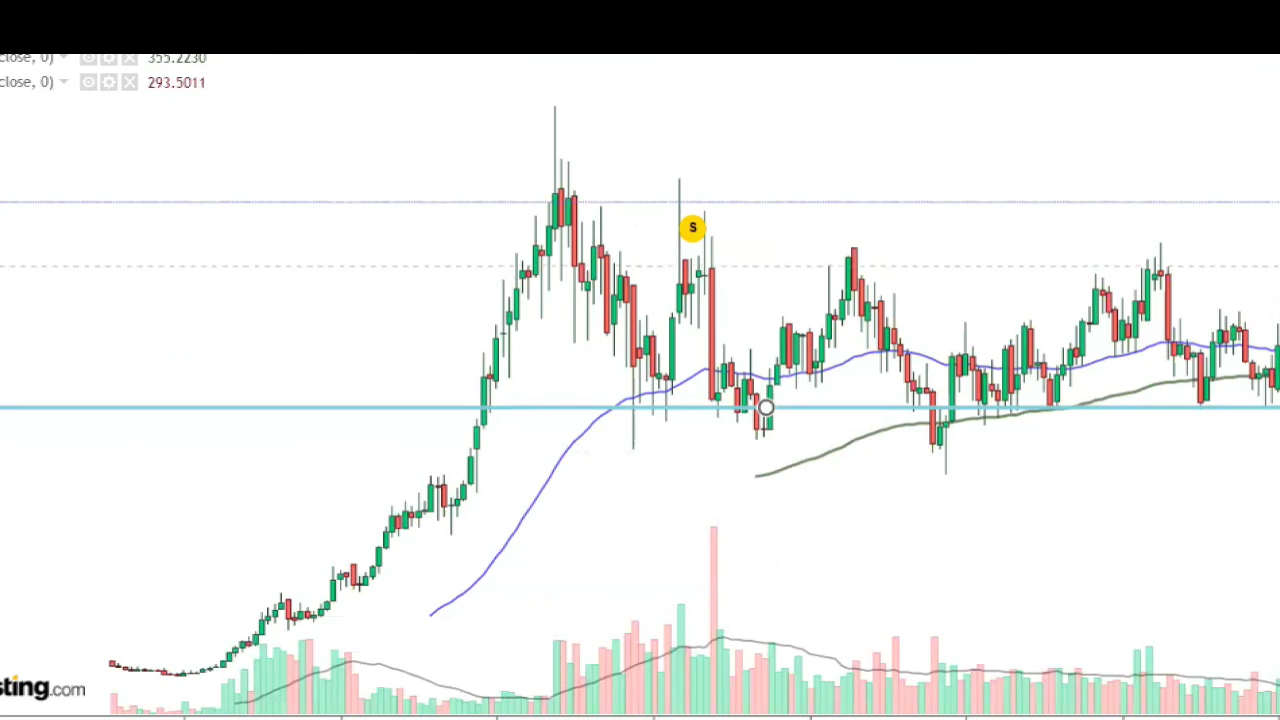 close, 0) 355.2230
close, 0) 293.5011
S
sting.com